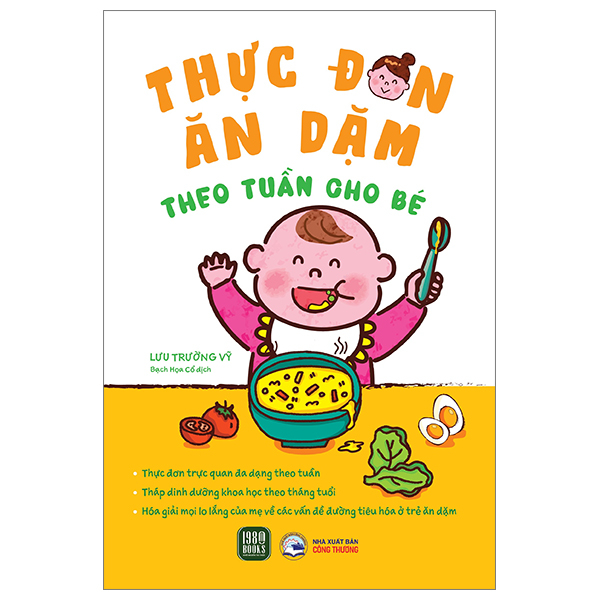 THỰC ĐƠN
ĂN DẶM
THEO TUẦN CHO BÉ
LƯU TRƯỜNG VỸ
Bạch Họa Cổ dịch
• Thực đơn trực quan đa dạng theo tuần
• Tháp dinh dưỡng khoa học theo tháng tuổi
• Hóa giải mọi lo lắng của mẹ về các vấn đề đường tiêu hóa ở trẻ ăn dặm
1980 BOOKS
NHÀ XUẤT BẢN
CÔNG THƯƠNG